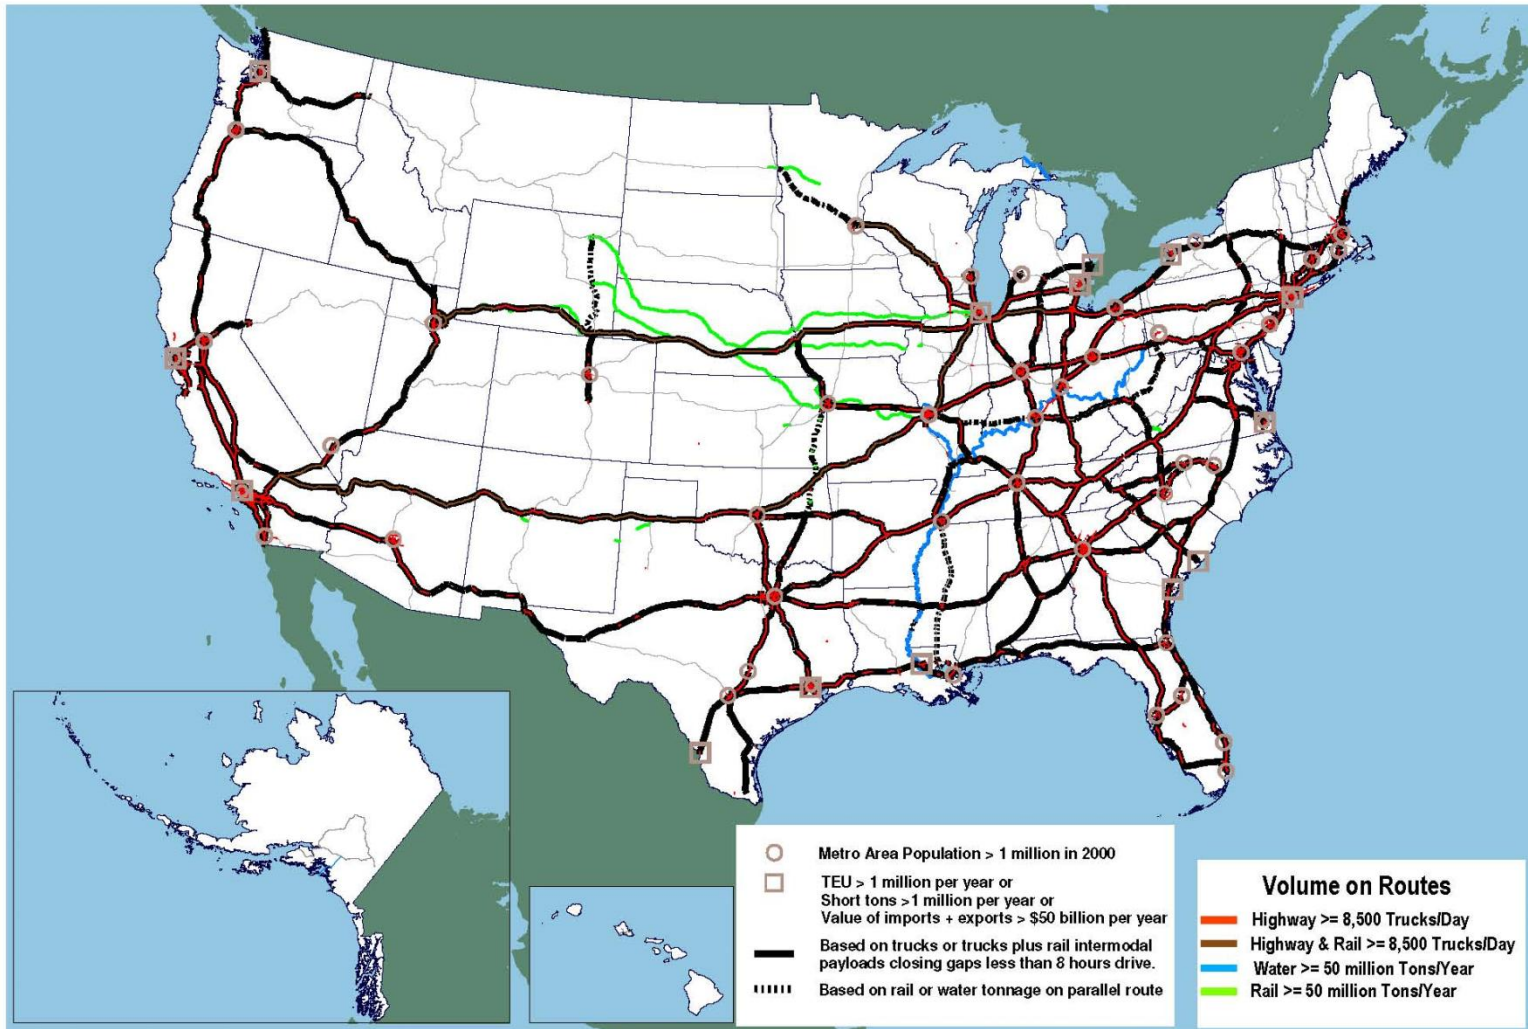 Metro Area Population > 1 million in 2000
TEU > 1 million per year or
Short tons >1 million per year or
Value of imports + exports > $50 billion per year
Based on trucks or trucks plus rail intermodal
payloads closing gaps less than 8 hours drive.
Based on rail or water tonnage on parallel route
Volume on Routes
Highway >= 8,500 Trucks/Day
Highway & Rail >= 8,500 Trucks/Day
Water >= 50 million Tons/Year
Rail >= 50 million Tons/Year